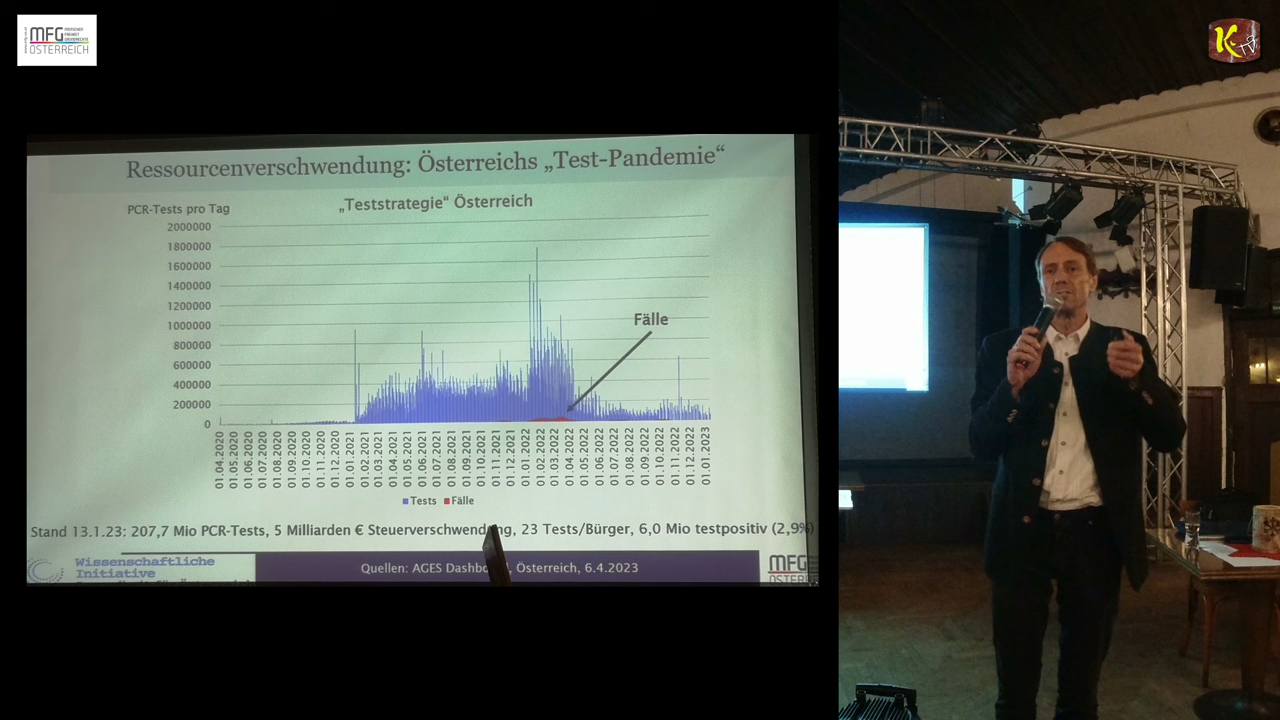 MFG
MENSCHEN
FREIHEIT
GRUNDRECHTE
ÖSTERREICH
K
TV
Ressourcenverschwendung: Österreichs „Test-Pandemie“
PCR-Tests pro Tag
„Teststrategie“ Österreich
2000000
1800000
1600000
1400000
1200000
1000000
800000
600000
400000
200000
0
Fälle
01.04.2020
01.05.2020
01.06.2020
01.07.2020
01.08.2020
01.09.2020
01.10.2020
01.11.2020
01.12.2020
01.01.2021
01.02.2021
01.03.2021
01.04.2021
01.05.2021
01.06.2021
01.07.2021
01.08.2021
01.09.2021
01.10.2021
01.11.2021
01.12.2021
01.01.2022
01.02.2022
01.03.2022
01.04.2022
01.05.2022
01.06.2022
01.07.2022
01.08.2022
01.09.2022
01.10.2022
01.11.2022
01.12.2022
01.01.2023
Tests Fälle
Stand 13.1.23: 207,7 Mio PCR-Tests, 5 Milliarden € Steuerverschwendung, 23 Tests/Bürger, 6,0 Mio testpositiv (2,9%)
Wissenschaftliche
Initiative
Quellen: AGES Dashbo , Österreich, 6.4.2023
MFG
ÖSTERR